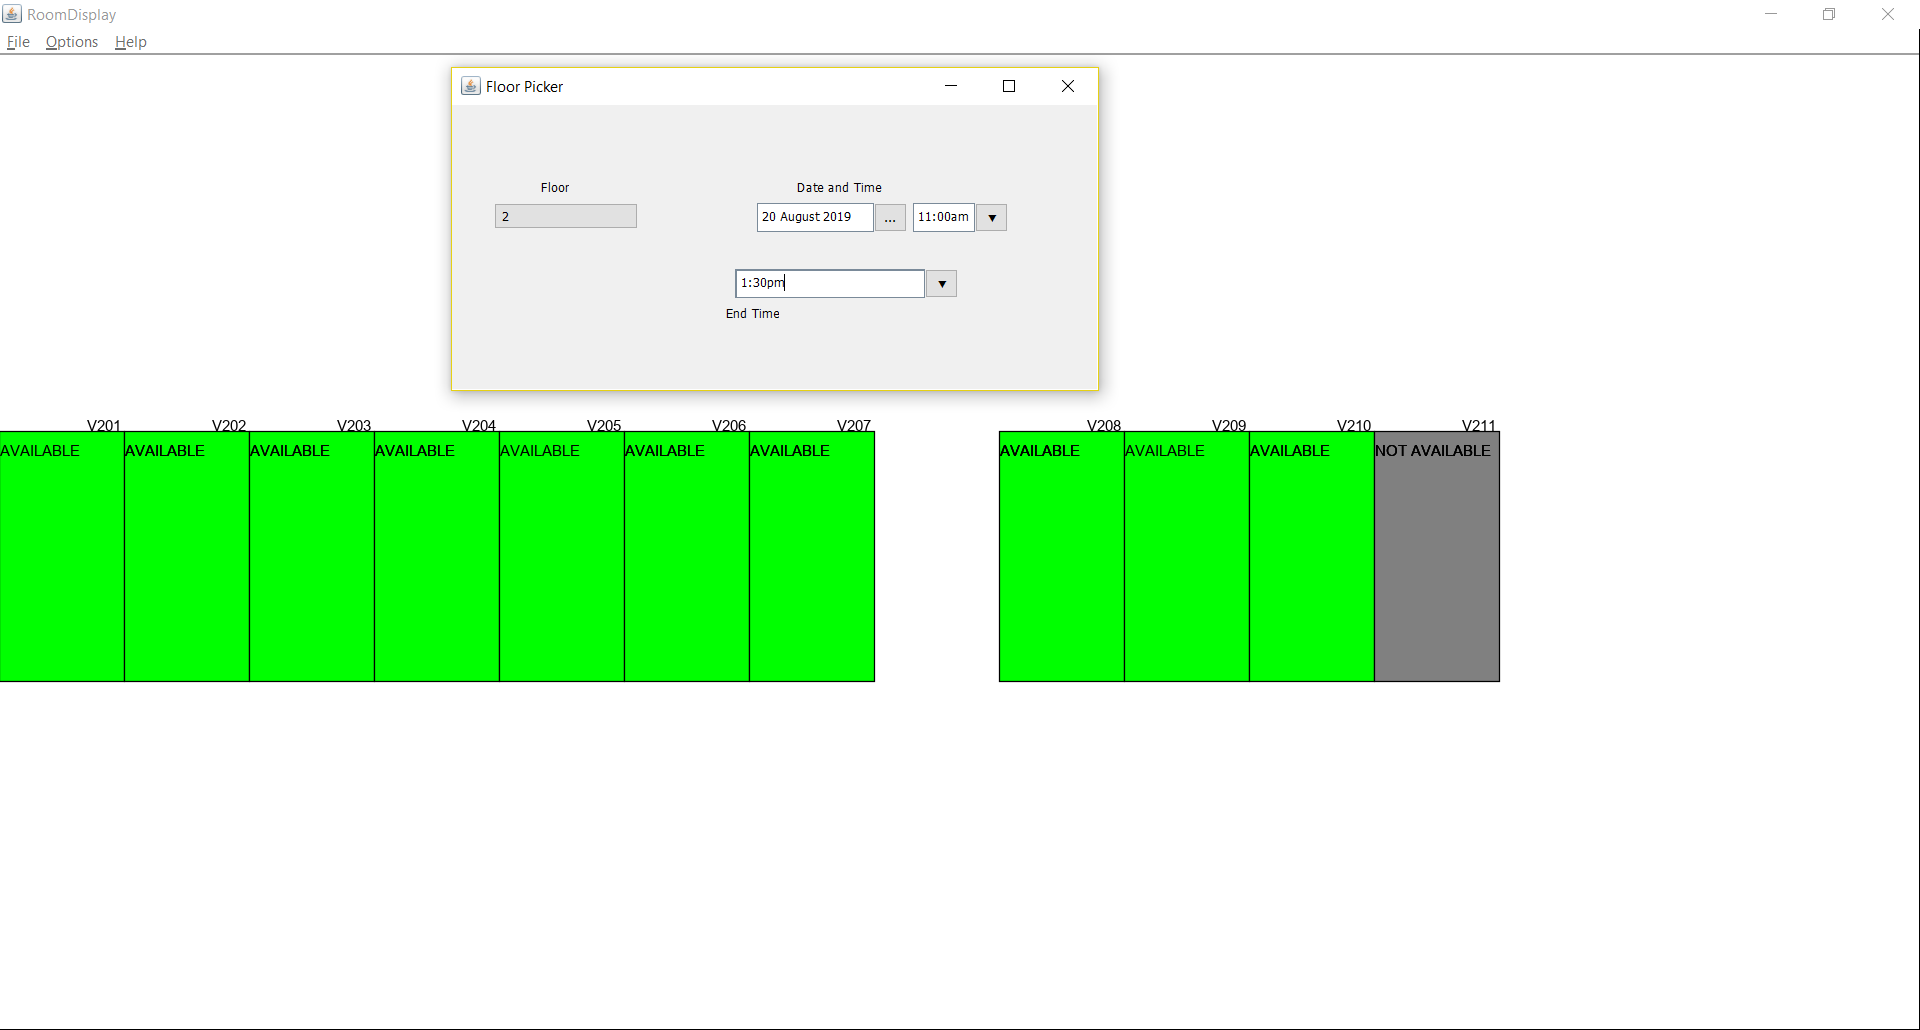 RoomDisplay
File Options Help
Floor Picker
Floor Date and Time
2 20 August 2019 ... 11:00am
1:30pm
End Time
V201 V202 V203 V204 V205 V206 V207 V208 V209 V210 V211
AVAILABLE AVAILABLE AVAILABLE AVAILABLE AVAILABLE AVAILABLE AVAILABLE AVAILABLE AVAILABLE AVAILABLE NOT AVAILABLE